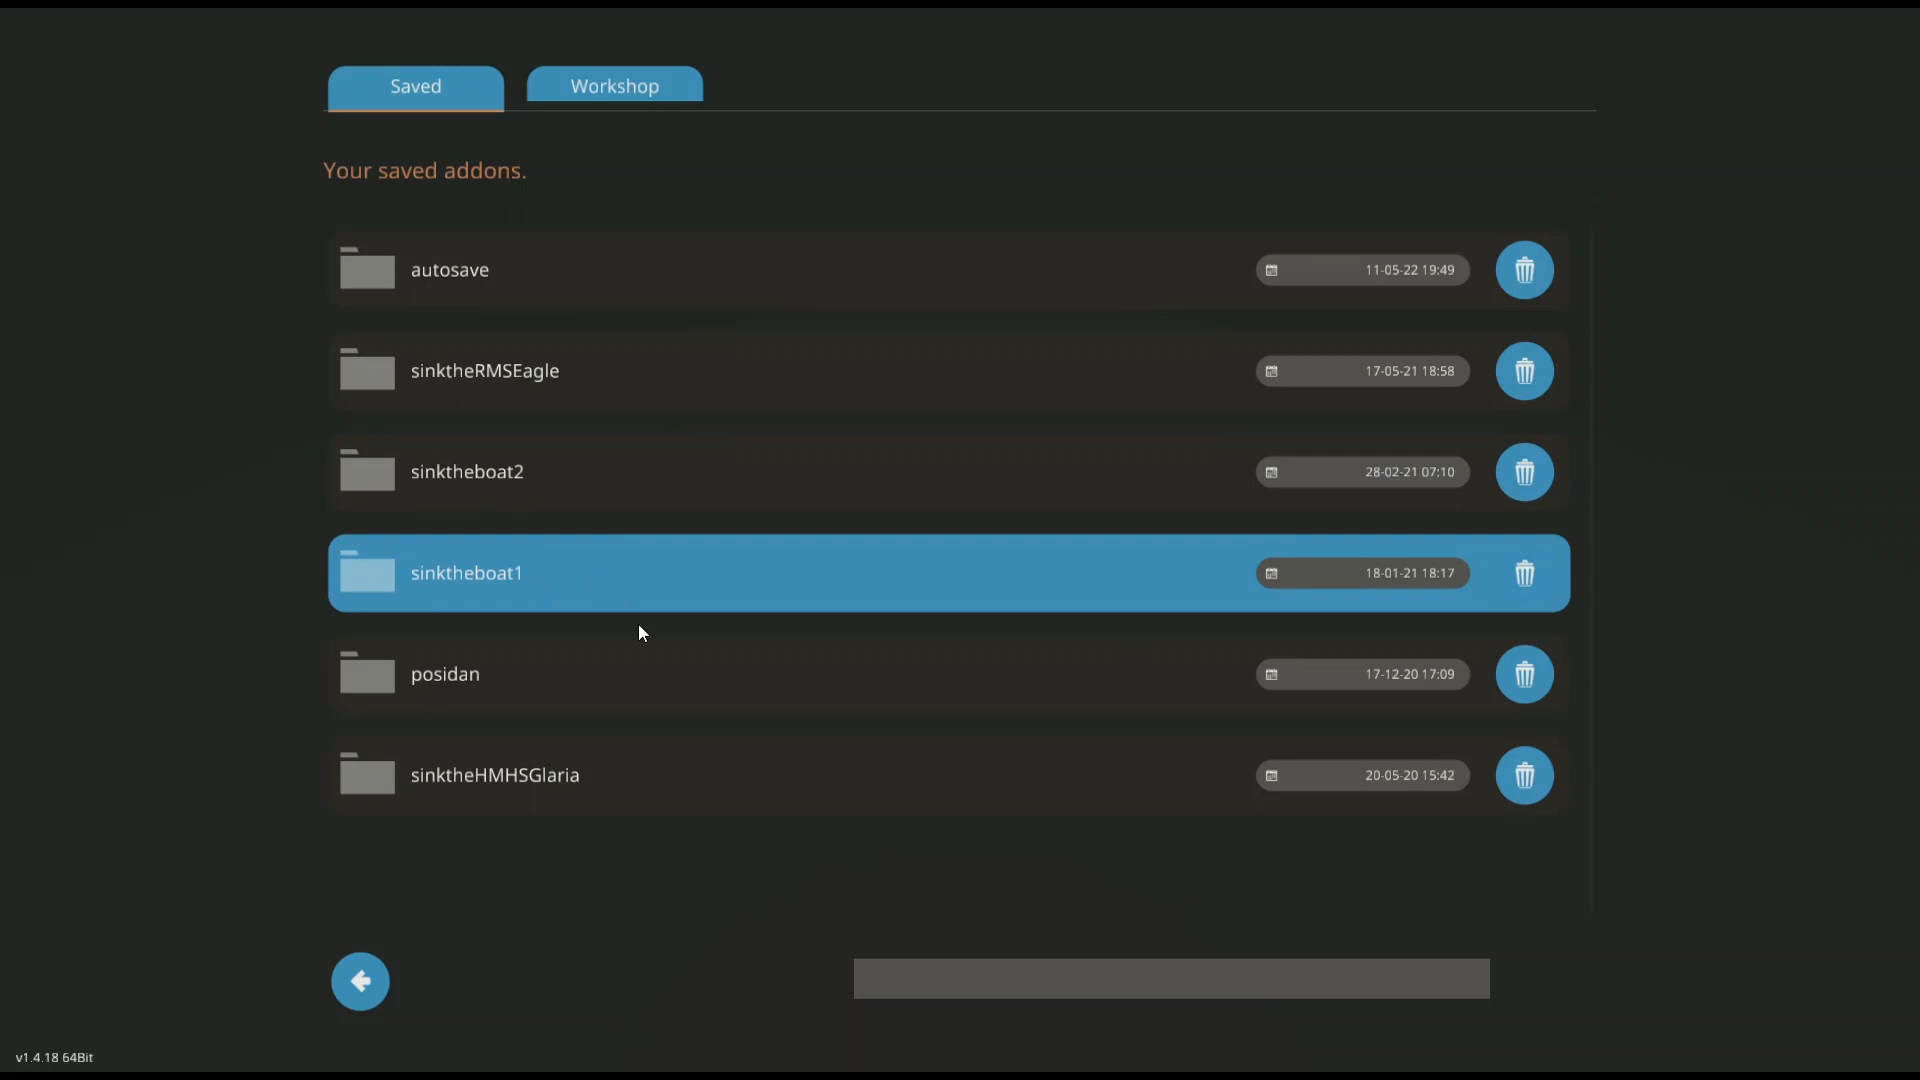 Saved
Workshop
Your saved addons.
autosave
11-05-22 19:49
sinktheRMSEagle
17-05-21 18:58
sinktheboat2
28-02-21 07:10
sinktheboat1
18-01-21 18:17
posidan
17-12-20 17:09
sinktheHMHSGlaria
20-05-20 15:42
v1.4.18 64Bit